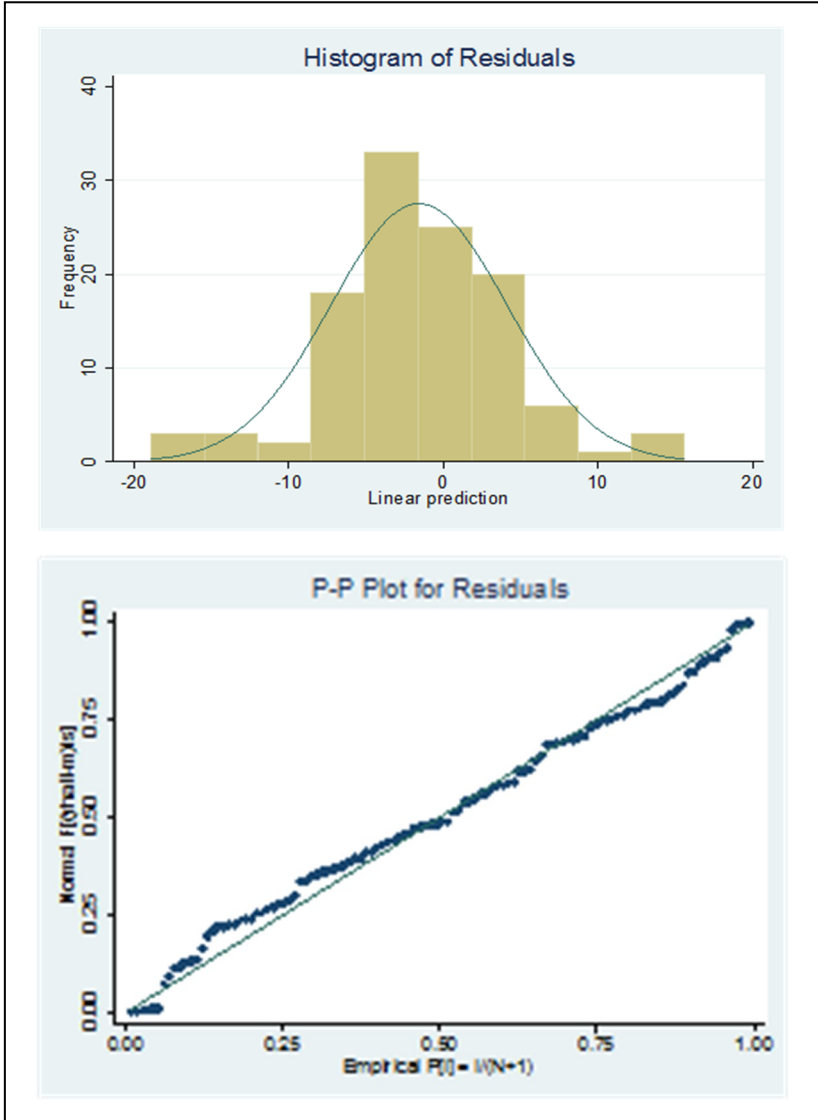 Histogram of Residuals
40
30
20
10
0
Frequency
-20 -10 0 10 20
Linear prediction
P-P Plot for Residuals
1.00
0.75
0.50
0.25
0.00
Normal F[(yhat-m)/s]
0.00 0.25 0.50 0.75 1.00
Empirical P[i] = i/(N+1)